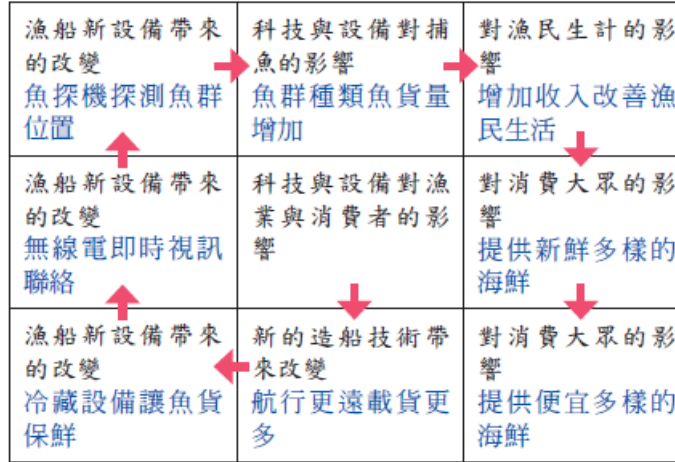 漁船新設備帶來
的改變
魚探機探測魚群
位置
科技與設備對捕
魚的影響
魚群種類魚貨量
增加
對漁民生計的影
響
增加收入改善漁
民生活
漁船新設備帶來
的改變
無線電即時視訊
聯絡
科技與設備對漁
業與消費者的影
響
對消費大眾的影
響
提供新鮮多樣的
海鮮
漁船新設備帶來
的改變
冷藏設備讓魚貨
保鮮
新的造船技術帶
來改變
航行更遠載貨更
多
對消費大眾的影
響
提供便宜多樣的
海鮮